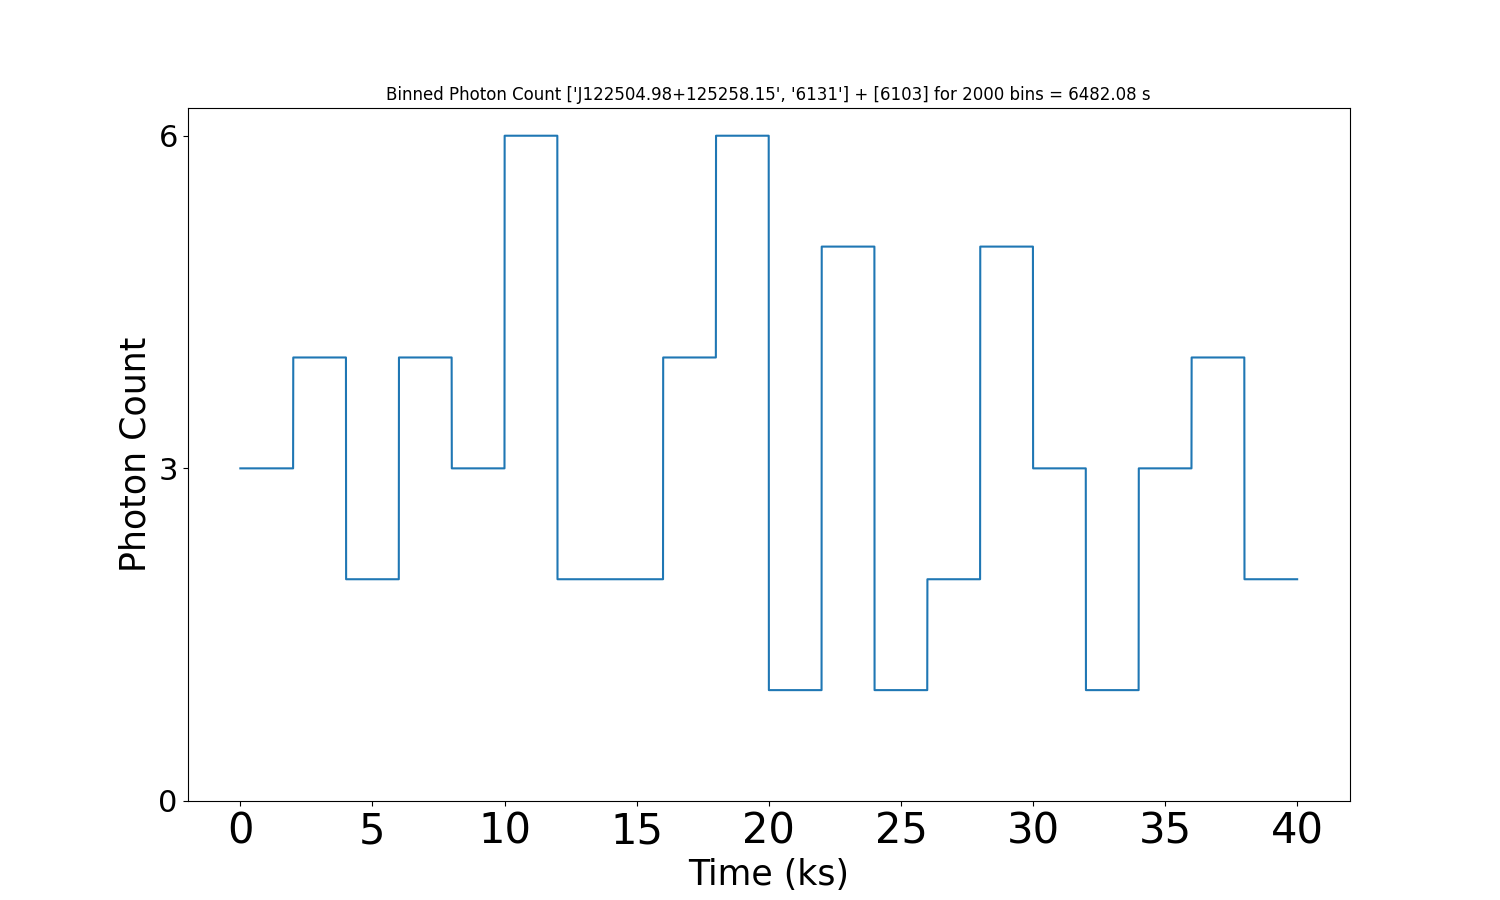 Binned Photon Count ['J122504.98+125258.15', '6131'] + [6103] for 2000 bins = 6482.08 s
6
3
0
Photon Count
0 5 10 15 20 25 30 35 40
Time (ks)